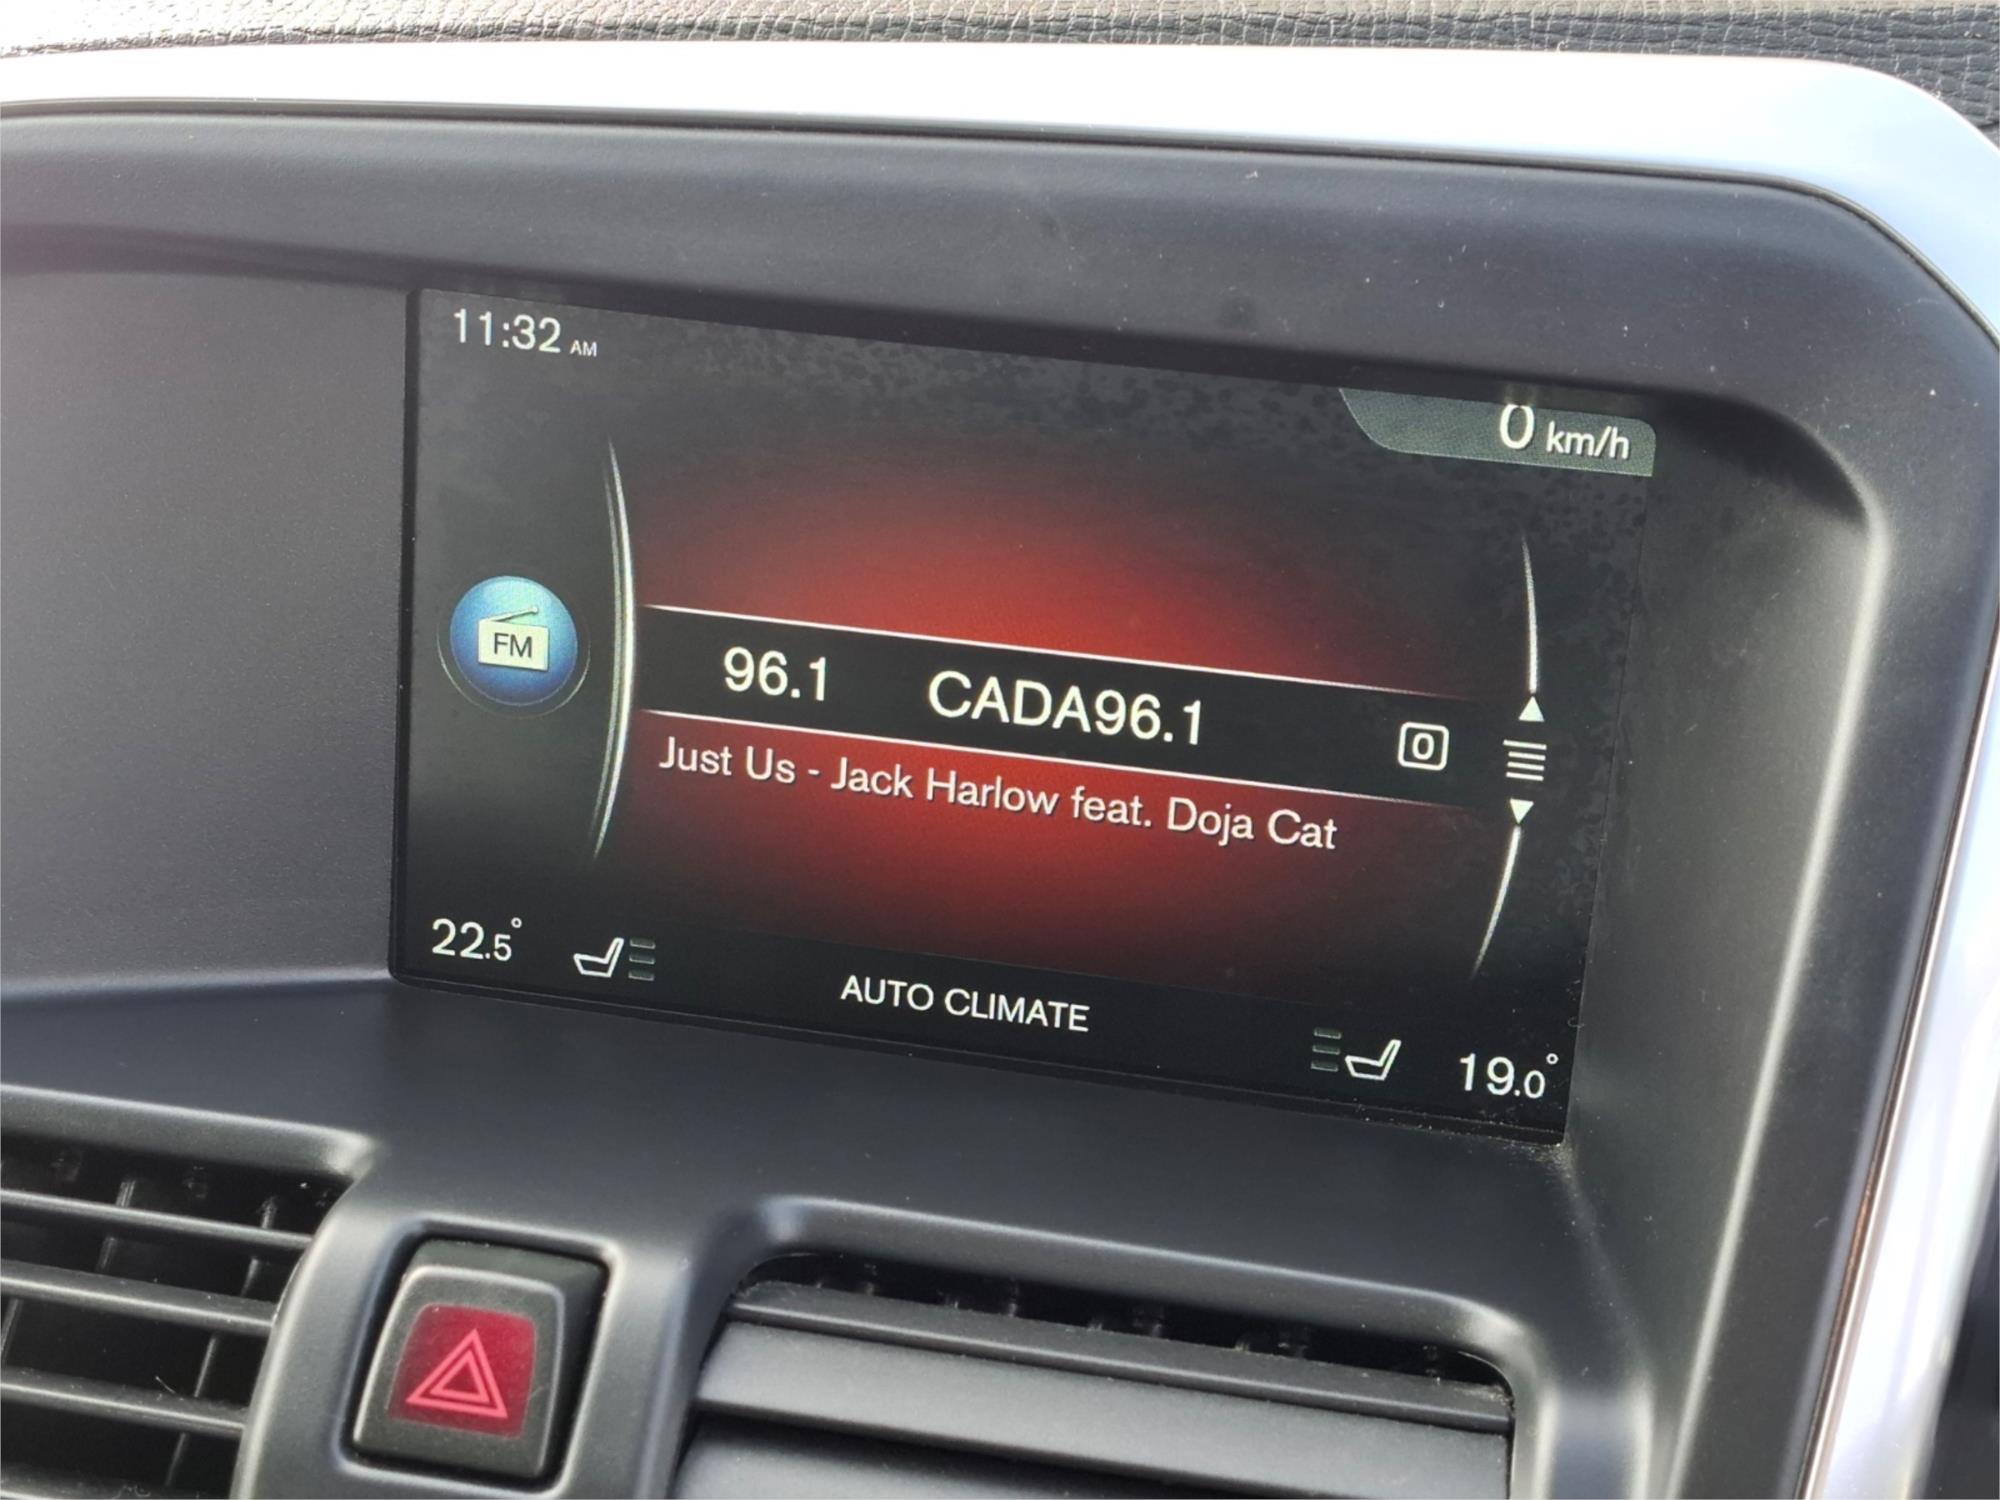 11:32 AM
0 km/h
FM
96.1 CADA96.1 0
Just Us - Jack Harlow feat. Doja Cat
22.5° AUTO CLIMATE 19.0°